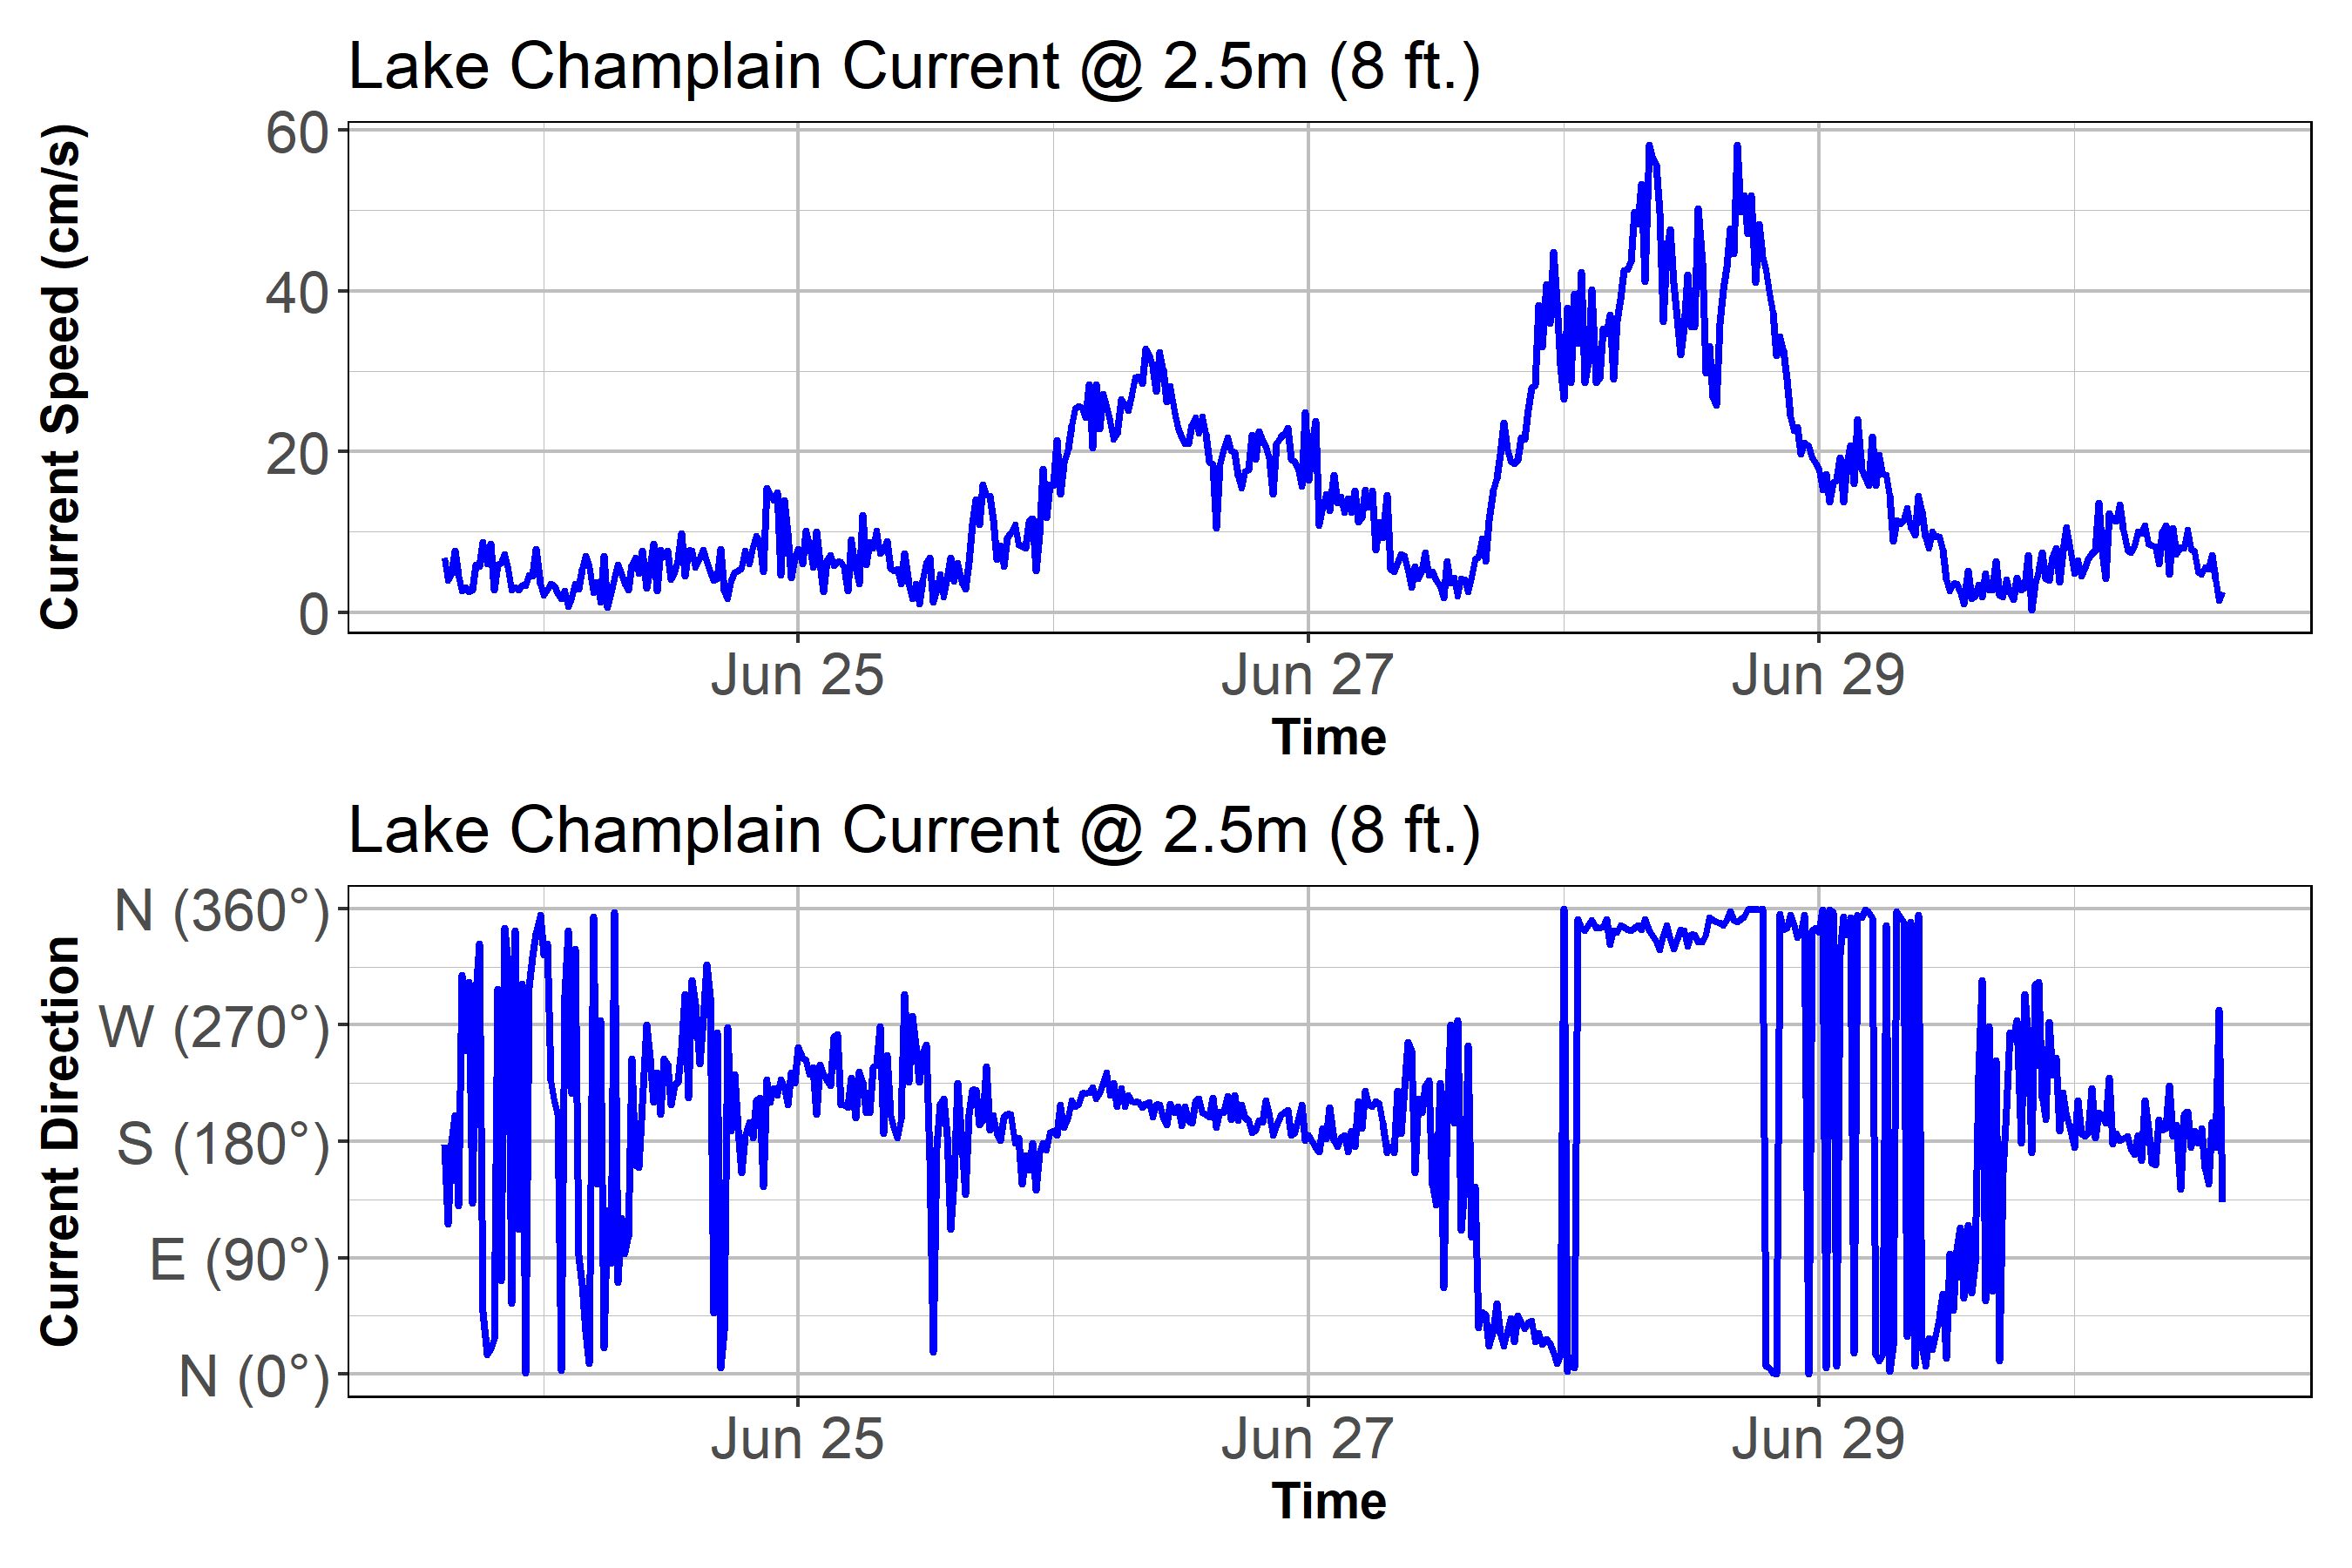 Lake Champlain Current @ 2.5m (8 ft.)
Current Speed (cm/s)
60
40
20
0
Jun 25 Jun 27 Jun 29
Time
Lake Champlain Current @ 2.5m (8 ft.)
Current Direction
N (360°)
W (270°)
S (180°)
E (90°)
N (0°)
Jun 25 Jun 27 Jun 29
Time